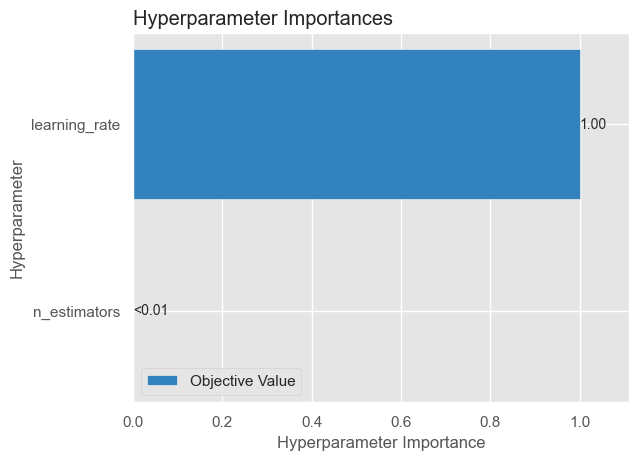 Hyperparameter Importances
Hyperparameter
learning_rate
1.00
n_estimators
<0.01
Objective Value
0.0 0.2 0.4 0.6 0.8 1.0
Hyperparameter Importance